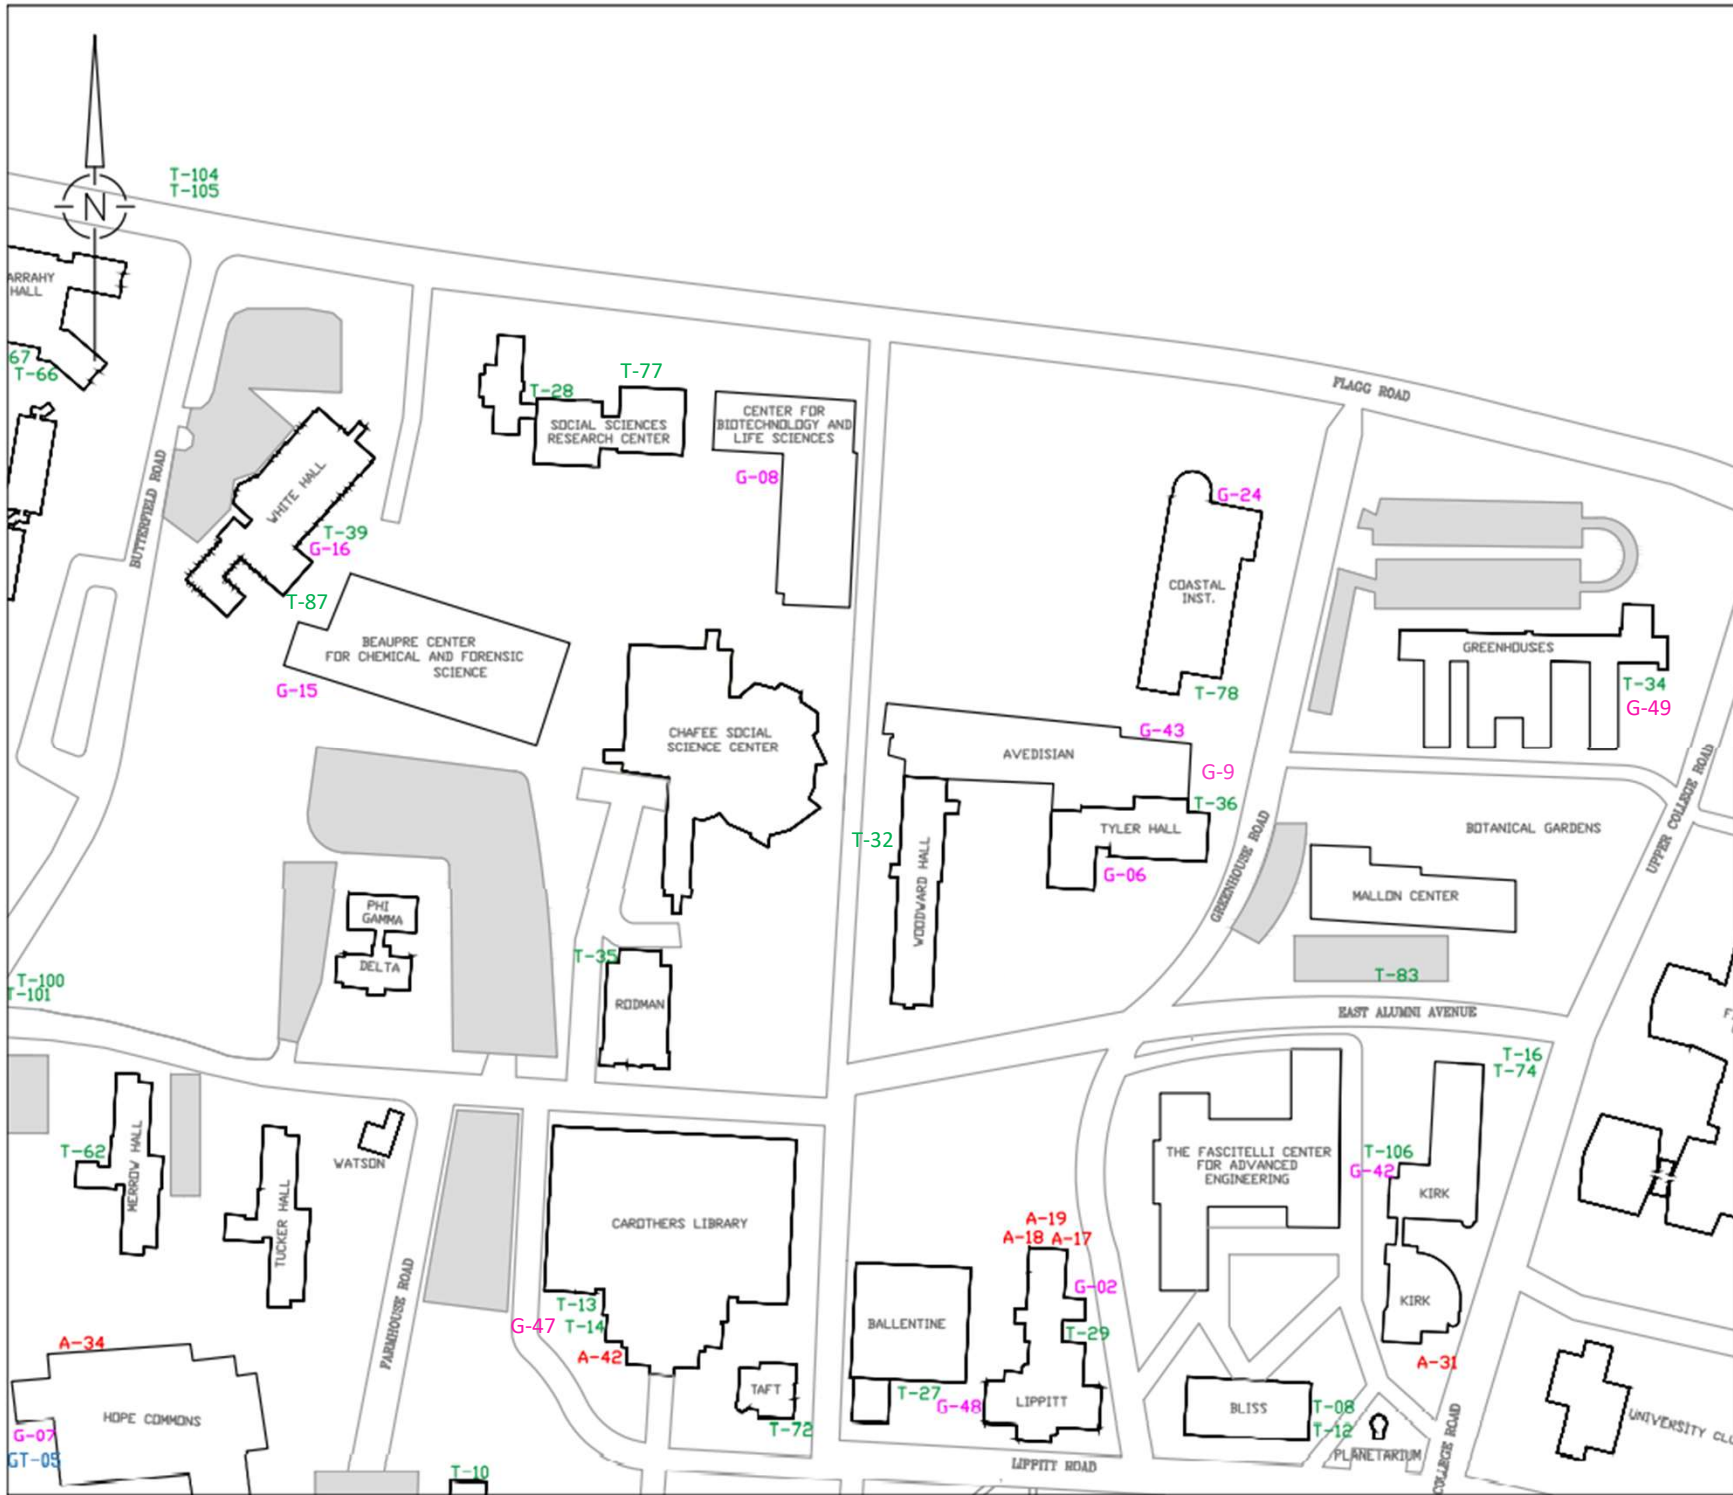 T-104
T-105
N
ARRAHY
HALL
67
T-66
FLAGG ROAD
T-77
T-28
SOCIAL SCIENCES
RESEARCH CENTER
CENTER FOR
BIOTECHNOLOGY AND
LIFE SCIENCES
G-08
BUTTERFIELD ROAD
WHITE HALL
T-39
G-16
T-87
G-24
COASTAL
INST.
T-78
BEAUPRE CENTER
FOR CHEMICAL AND FORENSIC
SCIENCE
G-15
GREENHOUSES
T-34
G-49
CHAFEE SOCIAL
SCIENCE CENTER
G-43
AVEDISIAN
G-9
T-36
TYLER HALL
G-06
T-32
WOODWARD HALL
GREENHOUSE ROAD
UPPER COLLEGE ROAD
BOTANICAL GARDENS
MALLON CENTER
T-83
EAST ALUMNI AVENUE
PHI
GAMMA
DELTA
T-35
RODMAN
T-100
T-101
T-16
T-74
T-62
MERROW HALL
WATSON
TUCKER HALL
FARMHOUSE ROAD
CAROTHERS LIBRARY
THE FASCITELLI CENTER
FOR ADVANCED
ENGINEERING
T-106
G-42
KIRK
A-19
A-18 A-17
G-02
T-29
KIRK
A-31
T-13
G-47 T-14
A-42
BALLENTINE
T-27
G-48
LIPPITT
TAFT
T-72
A-34
HOPE COMMONS
G-07
GT-05
T-10
BLISS
T-08
T-12
PLANETARIUM
LIPPITT ROAD
COLLEGE ROAD
UNIVERSITY CLU